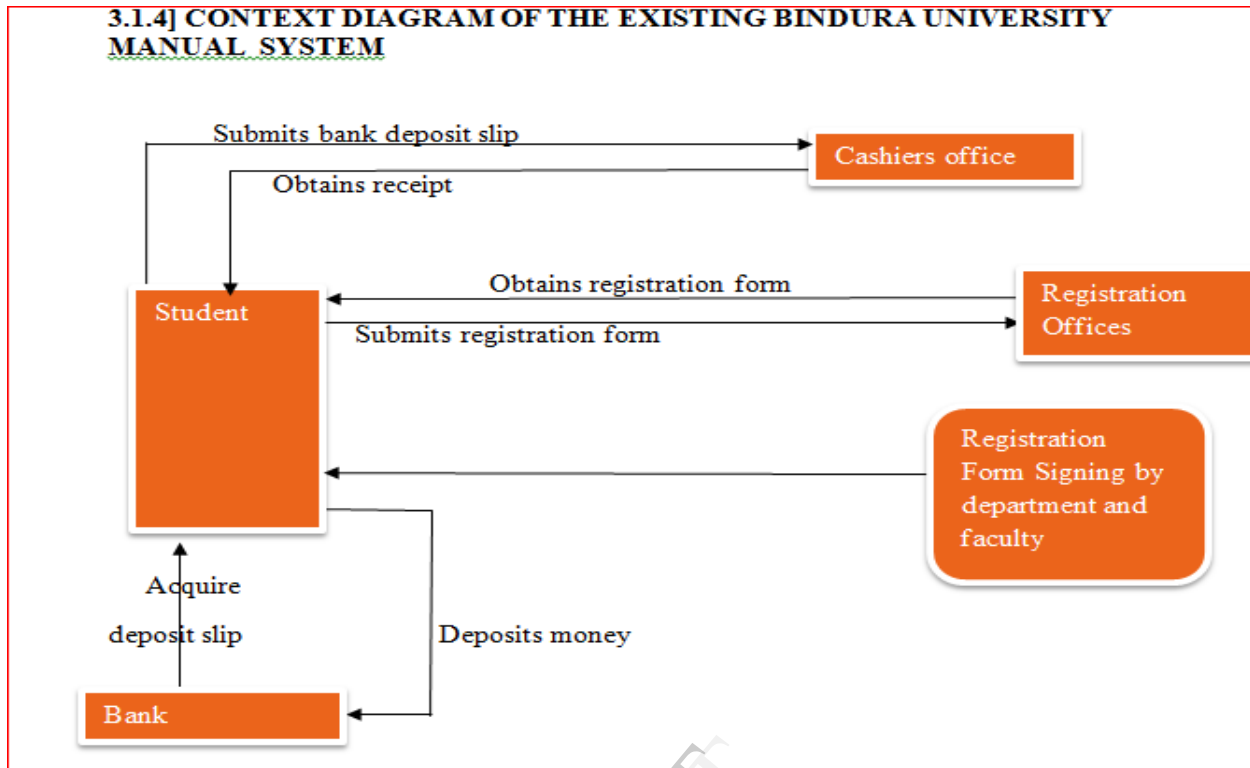 3.1.4] CONTEXT DIAGRAM OF THE EXISTING BINDURA UNIVERSITY
MANUAL SYSTEM
Submits bank deposit slip
Cashiers office
Obtains receipt
Obtains registration form
Registration
Offices
Student
Submits registration form
Registration
Form Signing by
department and
faculty
Acquire
deposit slip
Deposits money
Bank